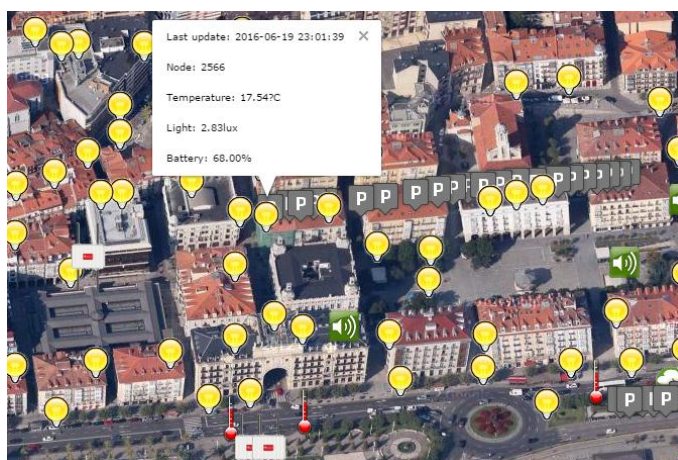 Last update: 2016-06-19 23:01:39 ×
Node: 2566
Temperature: 17.54?C
Light: 2.83lux
Battery: 68.00%
P
P P P P P P P
P P